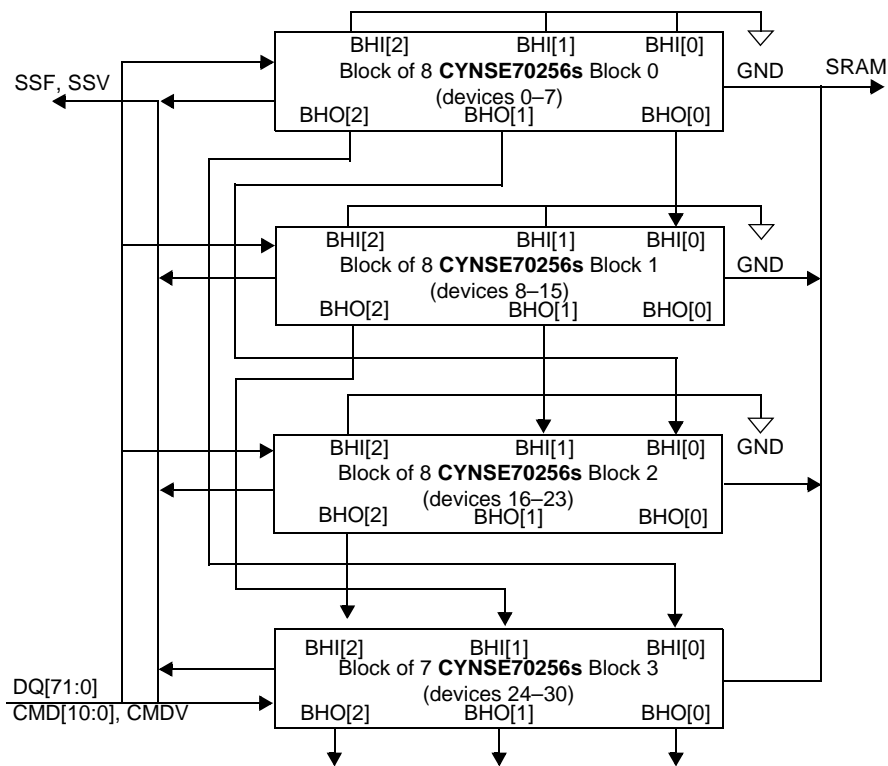 BHI[2] BHI[1] BHI[0]
Block of 8 CYNSE70256s Block 0
GND
SRAM
SSF, SSV
(devices 0–7)
BHO[2] BHO[1] BHO[0]
BHI[2] BHI[1] BHI[0]
Block of 8 CYNSE70256s Block 1
GND
(devices 8–15)
BHO[2] BHO[1] BHO[0]
BHI[2] BHI[1] BHI[0]
GND
Block of 8 CYNSE70256s Block 2
(devices 16–23)
BHO[2] BHO[1] BHO[0]
BHI[2] BHI[1] BHI[0]
Block of 7 CYNSE70256s Block 3
(devices 24–30)
DQ[71:0]
CMD[10:0], CMDV
BHO[2] BHO[1] BHO[0]